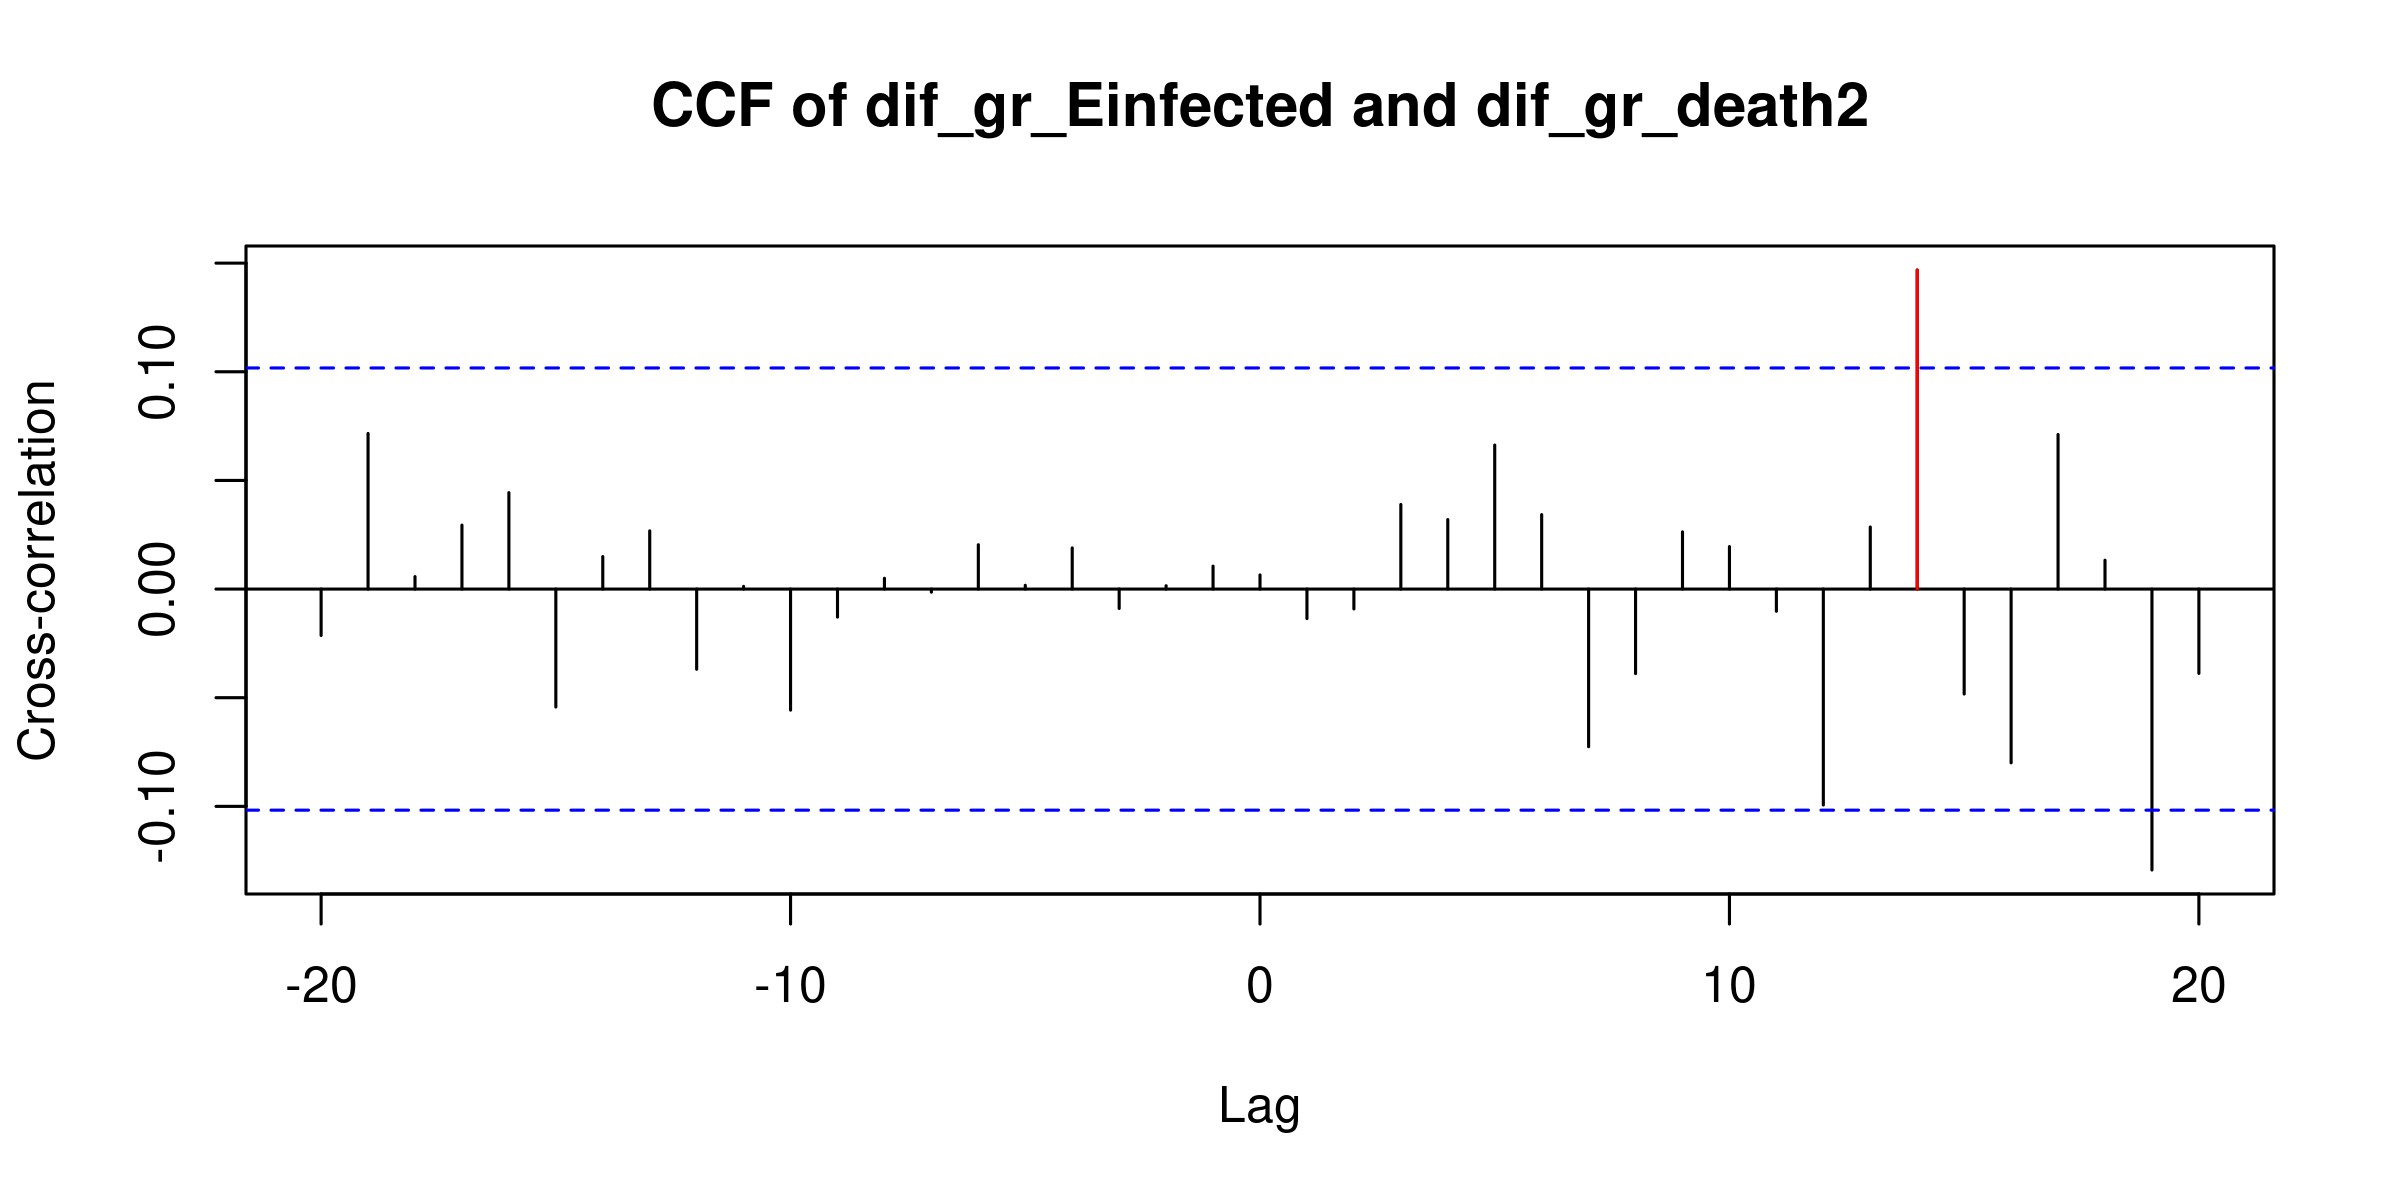 CCF of dif_gr_Einfected and dif_gr_death2
Cross-correlation
0.10
0.00
-0.10
-20
-10
0
10
20
Lag